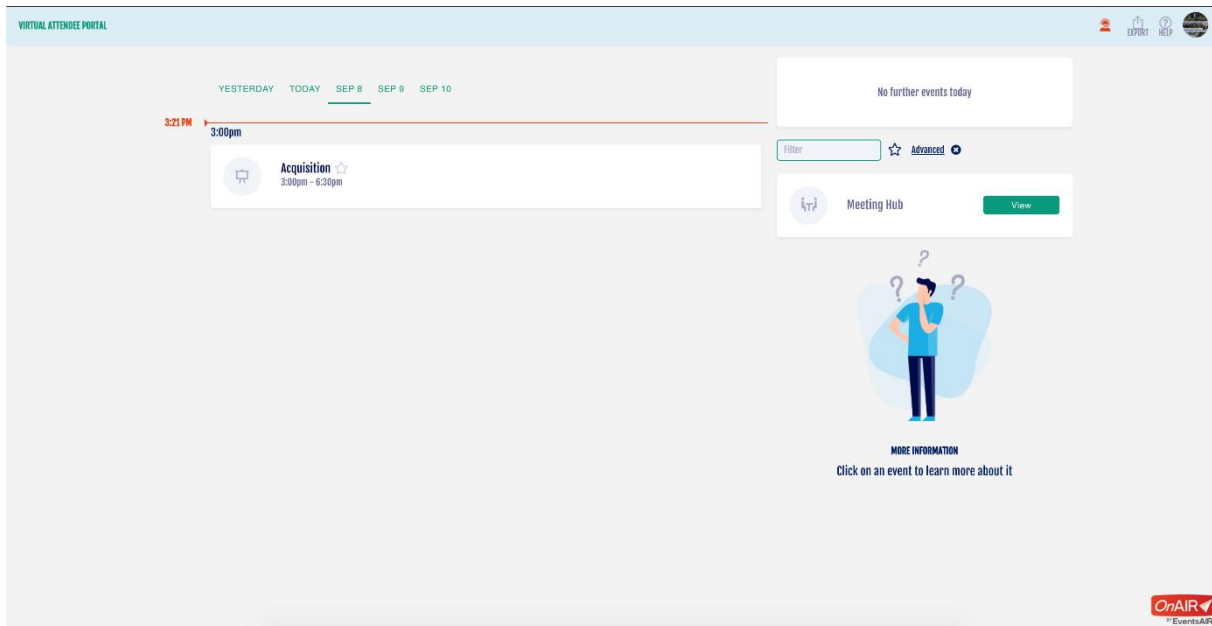 VIRTUAL ATTENDEE PORTAL
EXPORT
HELP
YESTERDAY TODAY SEP 8 SEP 9 SEP 10
3:21 PM
3:00pm
Acquisition
3:00pm - 6:30pm
No further events today
Filter
Advanced
Meeting Hub
View
? ? ?
MORE INFORMATION
Click on an event to learn more about it
OnAIR
BY EventsAIR